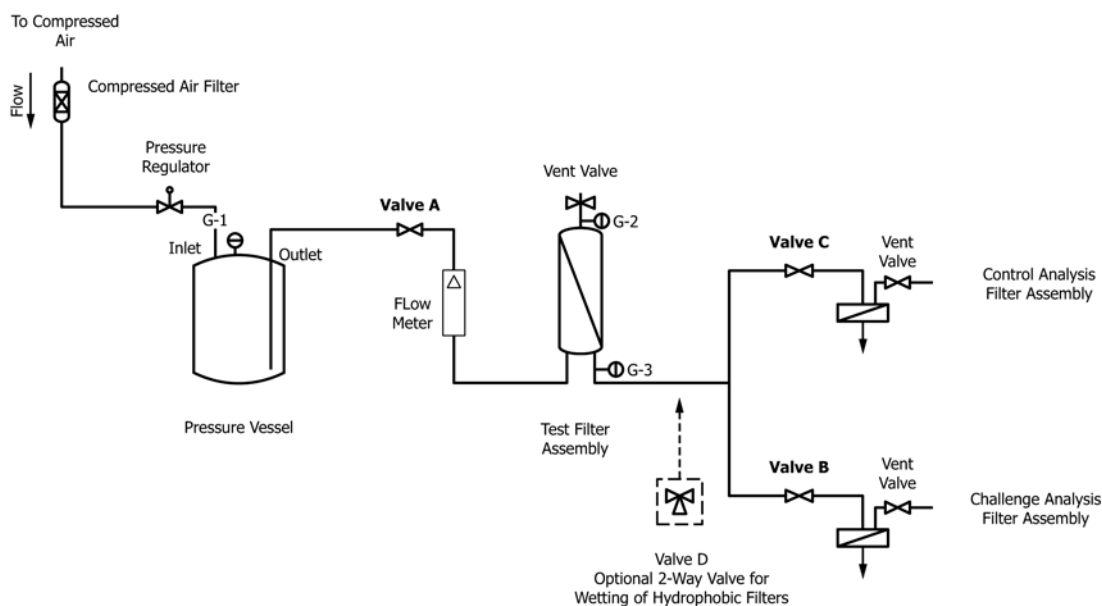 To Compressed
Air
Flow
Compressed Air Filter
Pressure
Regulator
G-1
Inlet
Outlet
Pressure Vessel
Valve A
FLow
Meter
Vent Valve
G-2
G-3
Test Filter
Assembly
Valve C
Vent
Valve
Control Analysis
Filter Assembly
Valve B
Vent
Valve
Challenge Analysis
Filter Assembly
Valve D
Optional 2-Way Valve for
Wetting of Hydrophobic Filters